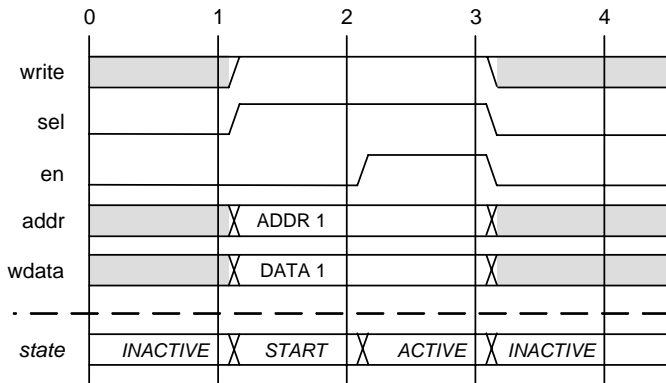 0 1 2 3 4
write
sel
en
addr ADDR 1
wdata DATA 1
state INACTIVE START ACTIVE INACTIVE